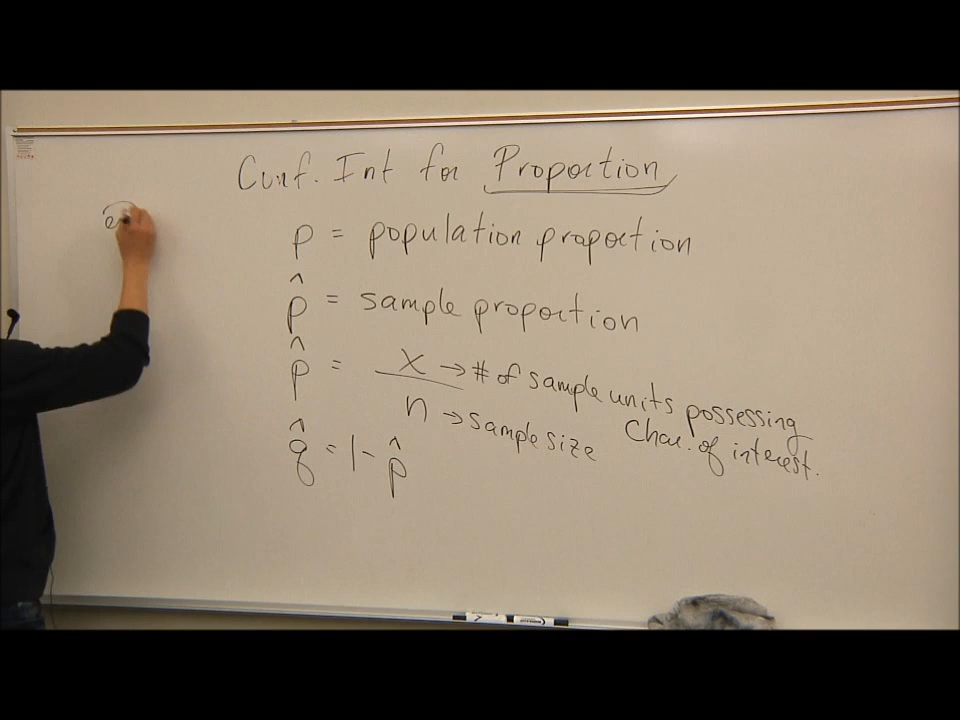 Conf. Int for Proportion
p = population proportion
p̂ = sample proportion
p̂ = x → # of sample units possessing
Char. of interest.
n → sample size
q̂ = 1 - p̂